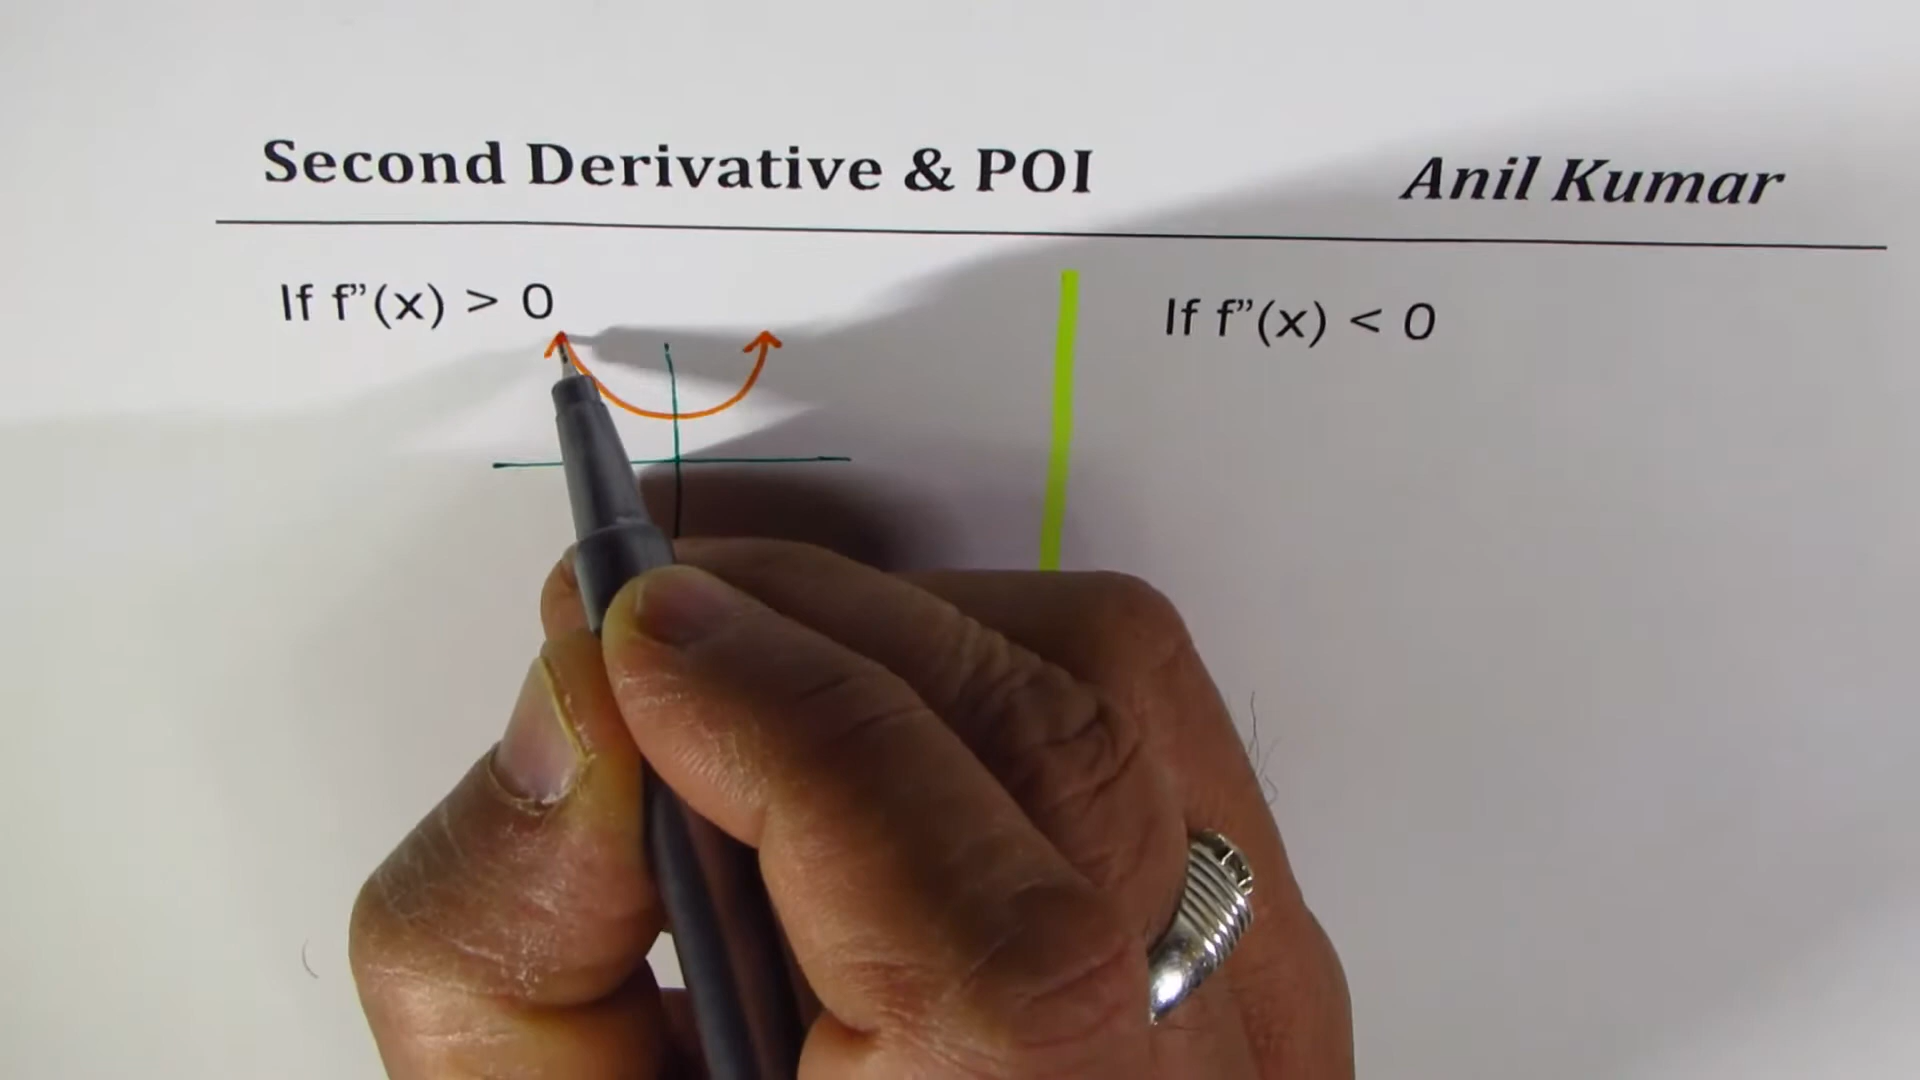 Second Derivative & POI Anil Kumar
If f”(x) > 0
If f”(x) < 0